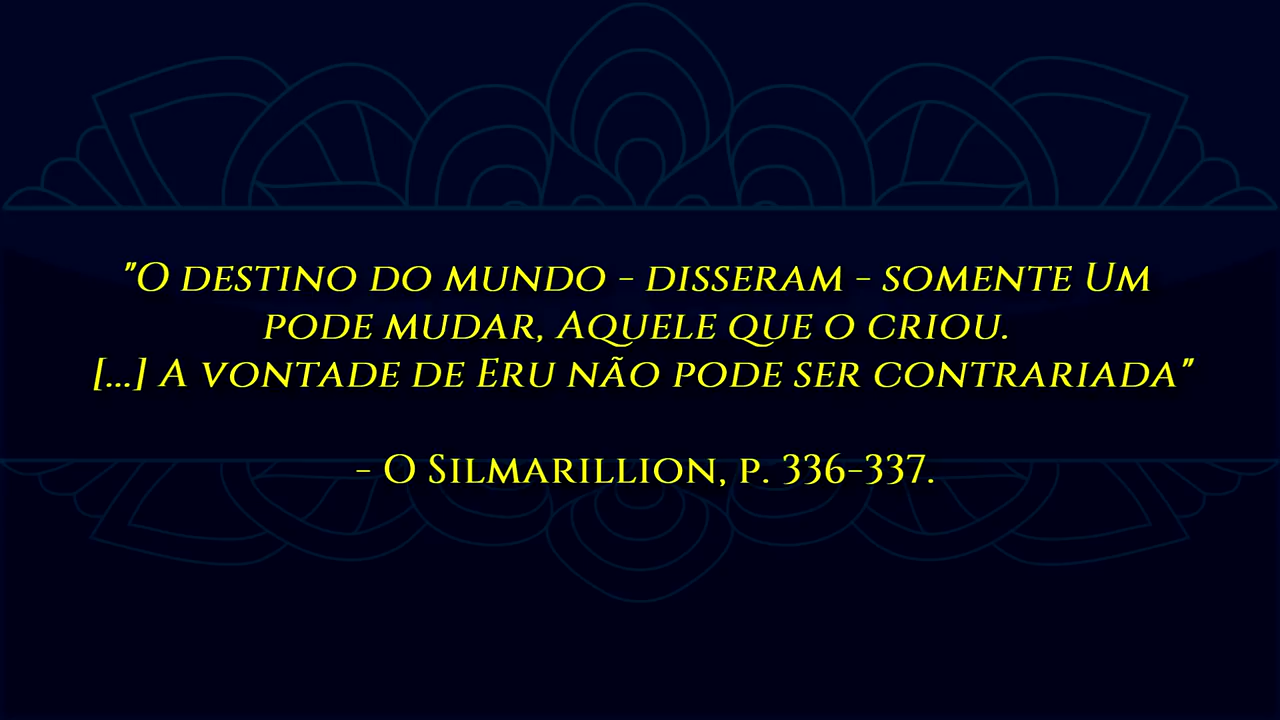 "O destino do mundo - disseram - somente Um
pode mudar, Aquele que o criou.
[...] A vontade de Eru não pode ser contrariada"
- O Silmarillion, p. 336-337.